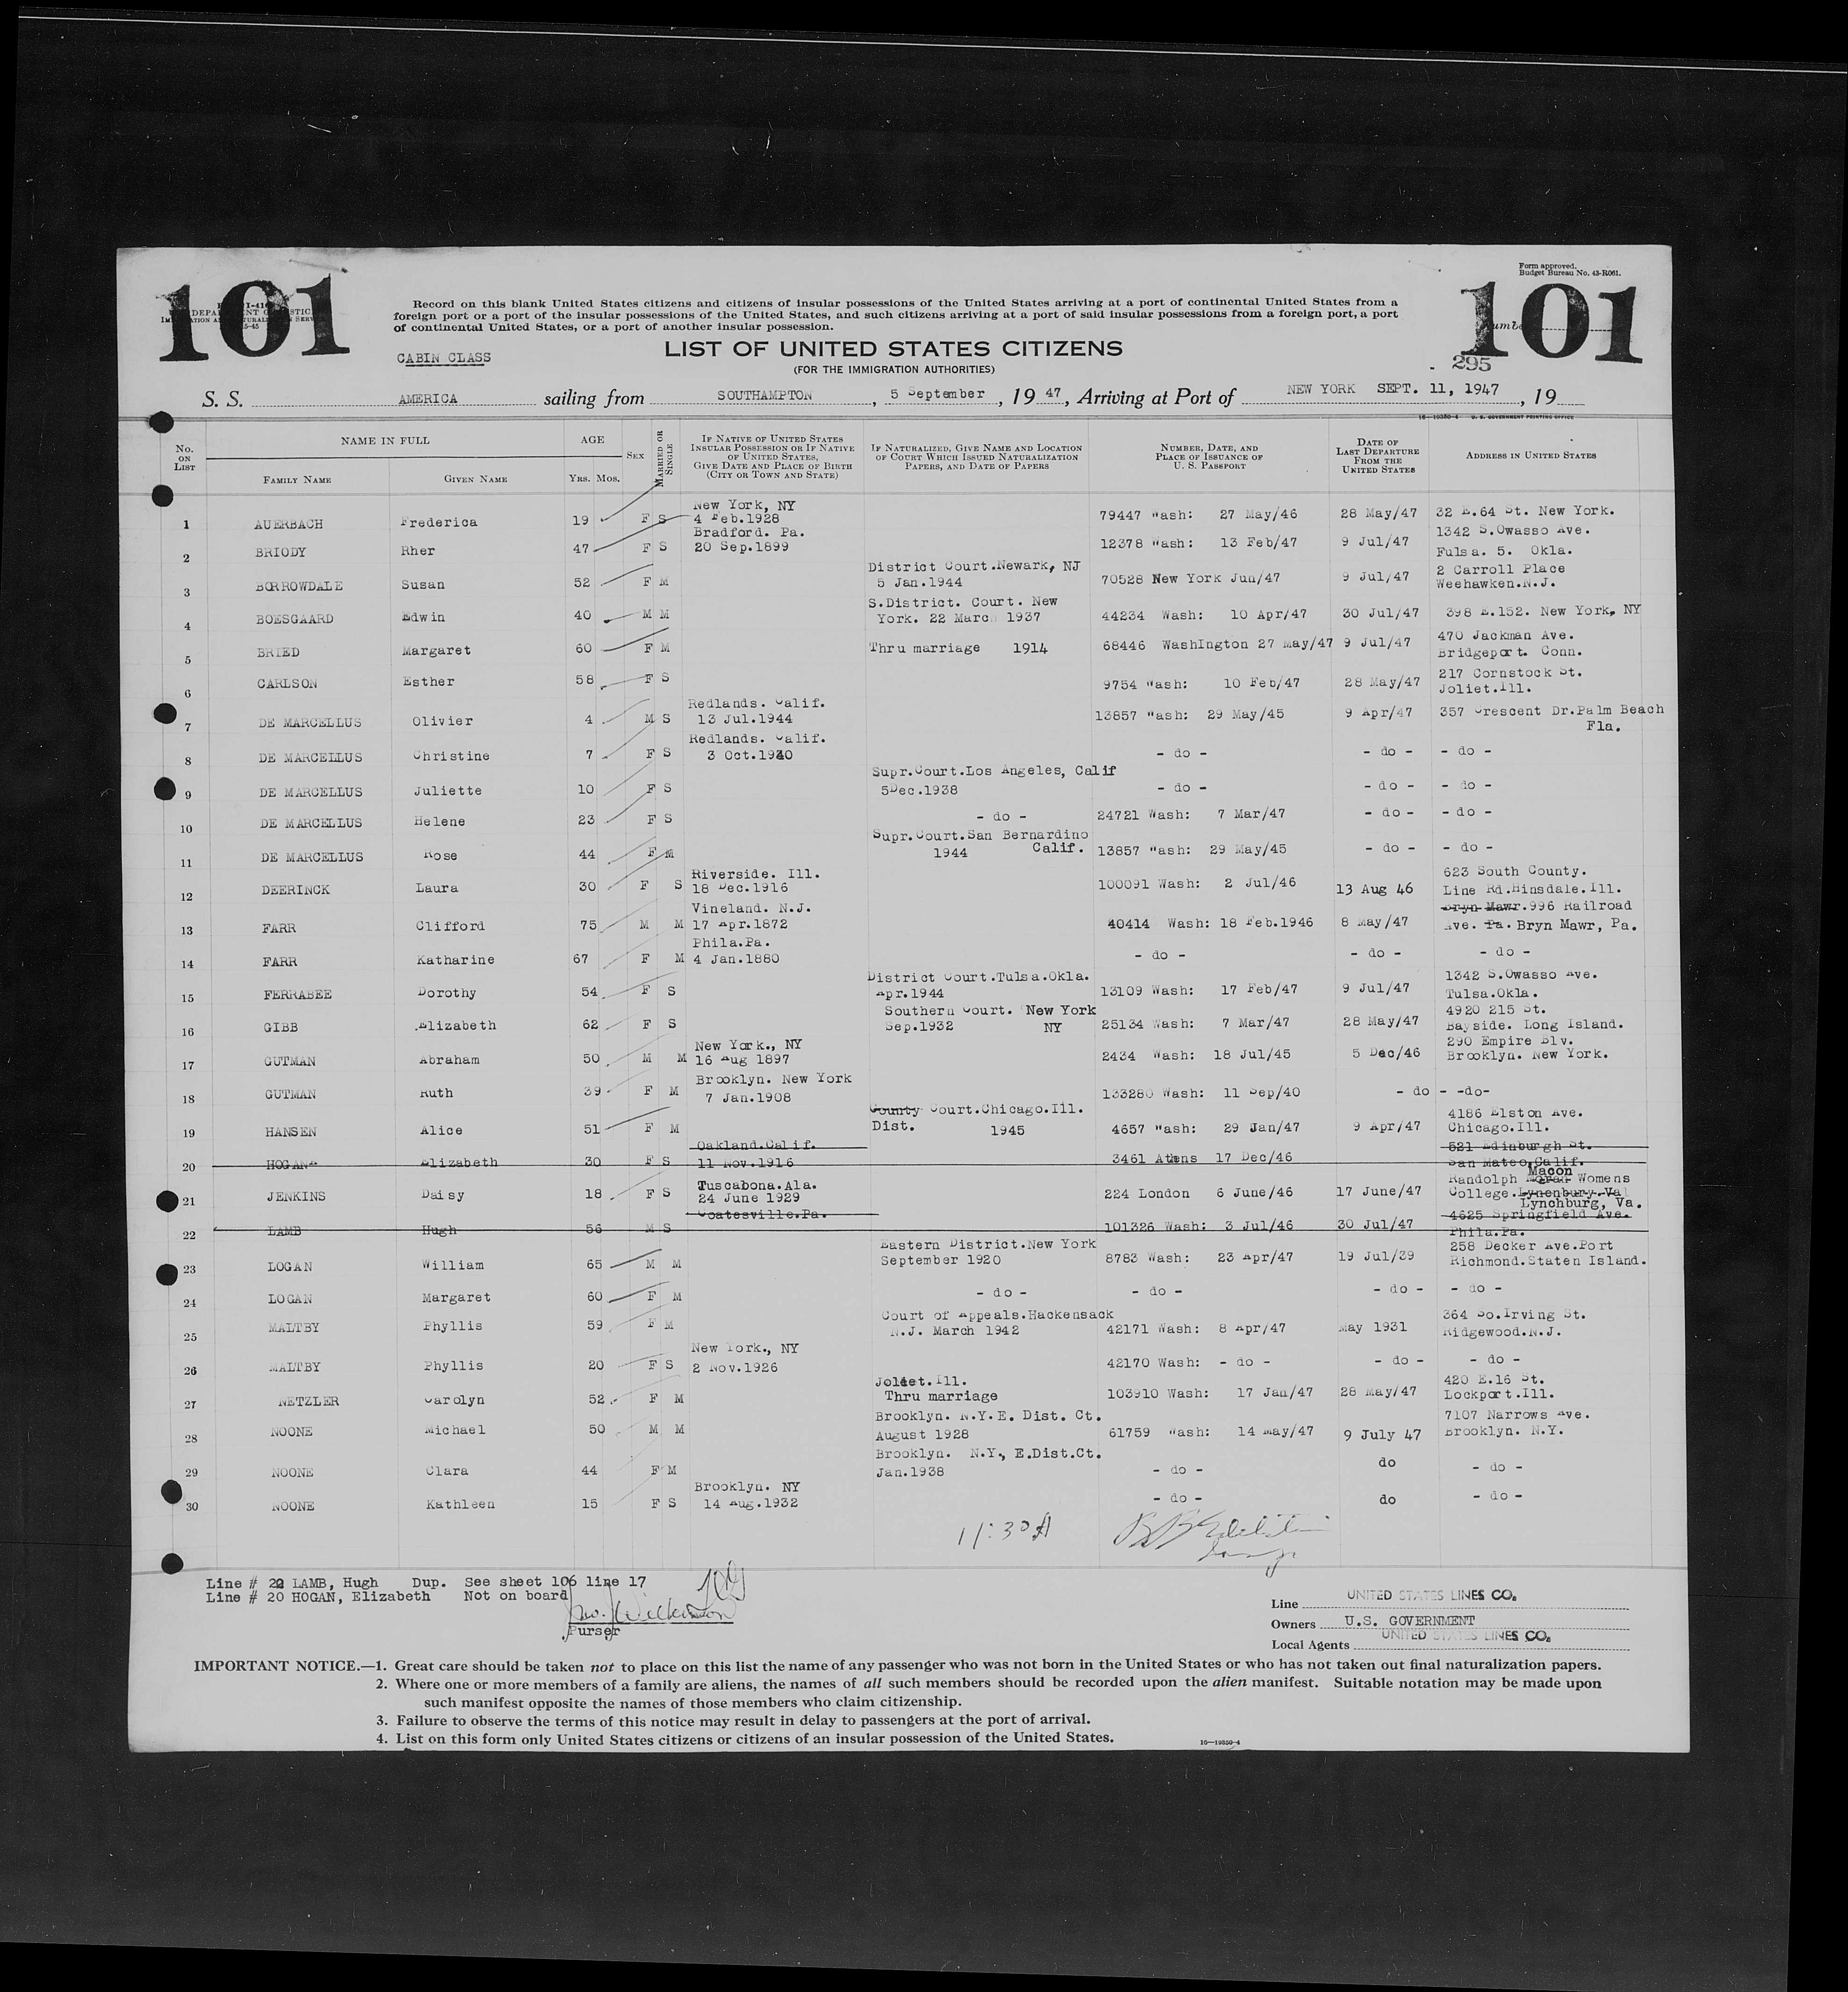 101
101
Form approved.
Budget Bureau No. 43-R061.
Record on this blank United States citizens and citizens of insular possessions of the United States arriving at a port of continental United States from a
foreign port or a port of the insular possessions of the United States, and such citizens arriving at a port of said insular possessions from a foreign port, a port
of continental United States, or a port of another insular possession.
CABIN CLASS
LIST OF UNITED STATES CITIZENS
(FOR THE IMMIGRATION AUTHORITIES)
295
S. S. AMERICA sailing from SOUTHAMPTON, 5 September, 19 47, Arriving at Port of NEW YORK SEPT. 11, 1947, 19
16—19350-4 U. S. GOVERNMENT PRINTING OFFICE
No. on List NAME IN FULL Family Name Given Name AGE Yrs. Mos. Sex Married or Single If Native of United States Insular Possession or If Native of United States, Give Date and Place of Birth (City or Town and State) If Naturalized, Give Name and Location of Court Which Issued Naturalization Papers, and Date of Papers Number, Date, and Place of Issuance of U. S. Passport Date of Last Departure From the United States Address in United States
1 AUERBACH Frederica 19 F S New York, NY 4 Feb.1928 79447 Wash: 27 May/46 28 May/47 32 E.64 St. New York.
2 BRIODY Rher 47 F S Bradford. Pa. 20 Sep.1899 12378 Wash: 13 Feb/47 9 Jul/47 1342 S.Owasso Ave. Fulsa. 5. Okla.
3 BORROWDALE Susan 52 F M District Court.Newark, NJ 5 Jan.1944 70528 New York Jun/47 9 Jul/47 2 Carroll Place Weehawken.N.J.
4 BOESGAARD Edwin 40 M M S.District. Court. New York. 22 Marc 1937 44234 Wash: 10 Apr/47 30 Jul/47 398 E.152. New York, NY
5 BRIED Margaret 60 F M Thru marriage 1914 68446 WashIngton 27 May/47 9 Jul/47 470 Jackman Ave. Bridgeport. Conn.
6 CARLSON Esther 58 F S 9754 Wash: 10 Feb/47 28 May/47 217 Cornstock St. Joliet.Ill.
7 DE MARCELLUS Olivier 4 M S Redlands. Calif. 13 Jul.1944 13857 Wash: 29 May/45 9 Apr/47 357 Crescent Dr.Palm Beach Fla.
8 DE MARCELLUS Christine 7 F S Redlands. Calif. 3 Oct.1940 - do - - do - - do -
9 DE MARCELLUS Juliette 10 F S Supr.Court.Los Angeles, Calif 5Dec.1938 - do - - do - - do -
10 DE MARCELLUS Helene 23 F S - do - 24721 Wash: 7 Mar/47 - do - - do -
11 DE MARCELLUS Rose 44 F M Supr.Court.San Bernardino 1944 Calif. 13857 Wash: 29 May/45 - do - - do -
12 DEERINCK Laura 30 F S Riverside. Ill. 18 Dec.1916 100091 Wash: 2 Jul/46 13 Aug 46 623 South County. Line Rd.Hinsdale.Ill.
13 FARR Clifford 75 M M Vineland. N.J. 17 Apr.1872 40414 Wash: 18 Feb.1946 8 May/47 Bryn Mawr.996 Railroad Ave. Pa. Bryn Mawr, Pa.
14 FARR Katharine 67 F M Phila.Pa. 4 Jan.1880 - do - - do - - do -
15 FERRABEE Dorothy 54 F S District Court.Tulsa.Okla. Apr.1944 13109 Wash: 17 Feb/47 9 Jul/47 1342 S.Owasso Ave. Tulsa.Okla.
16 GIBB Elizabeth 62 F S Southern Court. New York Sep.1932 NY 25134 Wash: 7 Mar/47 28 May/47 4920 215 St. Bayside. Long Island.
17 GUTMAN Abraham 50 M M New York., NY 16 Aug 1897 2434 Wash: 18 Jul/45 5 Dec/46 290 Empire Blv. Brooklyn. New York.
18 GUTMAN Ruth 39 F M Brooklyn. New York 7 Jan.1908 133280 Wash: 11 Sep/40 - do - -do-
19 HANSEN Alice 51 F M County Court.Chicago.Ill. Dist. 1945 4657 Wash: 29 Jan/47 9 Apr/47 4186 Elston Ave. Chicago.Ill.
20 HOGAN Elizabeth 30 F S Oakland.Calif. 11 Nov.1916 3461 Athens 17 Dec/46 521 Edinburgh St. San Mateo.Calif.
21 JENKINS Daisy 18 F S Tuscabona.Ala. 24 June 1929 224 London 6 June/46 17 June/47 Randolph Macon Womens College.Lynenbury.Va Lynchburg, Va.
22 LAMB Hugh 56 M S Coatesville.Pa. 101326 Wash: 3 Jul/46 30 Jul/47 4625 Springfield Ave. Phila.Pa.
23 LOGAN William 65 M M Eastern District.New York September 1920 8783 Wash: 23 Apr/47 19 Jul/39 258 Decker Ave.Port Richmond.Staten Island.
24 LOGAN Margaret 60 F M - do - - do - - do - - do -
25 MALTBY Phyllis 59 F M Court of Appeals.Hackensack N.J. March 1942 42171 Wash: 8 Apr/47 May 1931 364 So.Irving St. Ridgewood.N.J.
26 MALTBY Phyllis 20 F S New York., NY 2 Nov.1926 42170 Wash: - do - - do - - do -
27 NETZLER Carolyn 52 F M Joliet.Ill. Thru marriage 103910 Wash: 17 Jan/47 28 May/47 420 E.16 St. Lockport.Ill.
28 NOONE Michael 50 M M Brooklyn. N.Y.E. Dist. Ct. August 1928 61759 Wash: 14 May/47 9 July 47 7107 Narrows Ave. Brooklyn. N.Y.
29 NOONE Clara 44 F M Brooklyn. N.Y., E.Dist.Ct. Jan.1938 - do - do - do -
30 NOONE Kathleen 15 F S Brooklyn. NY 14 Aug.1932 - do - do - do -
11:30A
Line # 22 LAMB, Hugh Dup. See sheet 106 line 17
Line # 20 HOGAN, Elizabeth Not on board
Purser
Line UNITED STATES LINES CO.
Owners U.S. GOVERNMENT
Local Agents UNITED STATES LINES CO.
IMPORTANT NOTICE.—1. Great care should be taken not to place on this list the name of any passenger who was not born in the United States or who has not taken out final naturalization papers.
2. Where one or more members of a family are aliens, the names of all such members should be recorded upon the alien manifest. Suitable notation may be made upon
such manifest opposite the names of those members who claim citizenship.
3. Failure to observe the terms of this notice may result in delay to passengers at the port of arrival.
4. List on this form only United States citizens or citizens of an insular possession of the United States.
16—19350-4